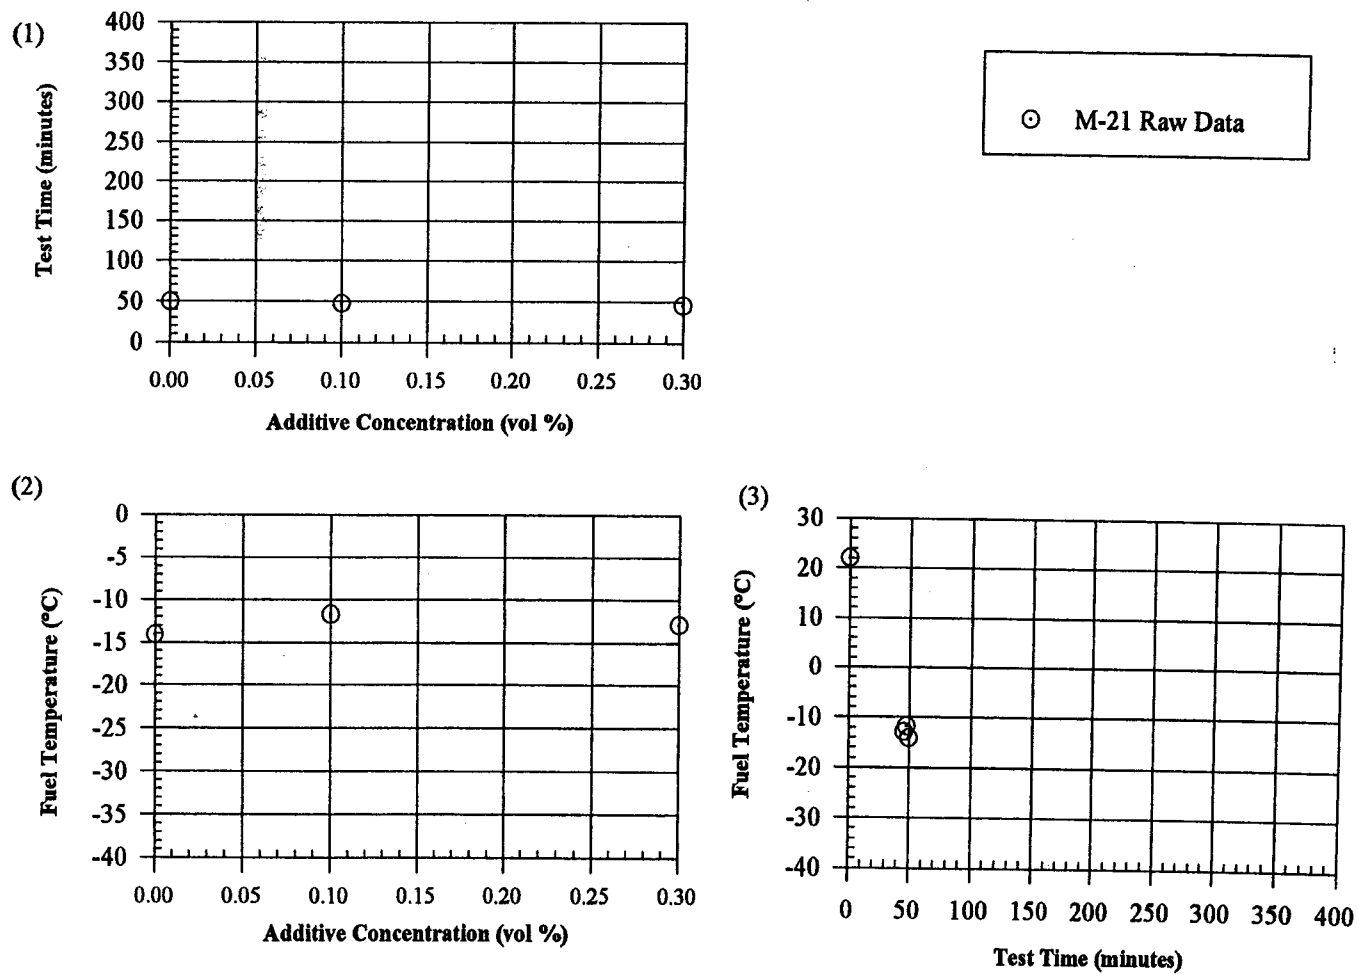 (1)
400
350
300
250
200
150
100
50
0
Test Time (minutes)
0.00 0.05 0.10 0.15 0.20 0.25 0.30
Additive Concentration (vol %)
M-21 Raw Data
(2)
0
-5
-10
-15
-20
-25
-30
-35
-40
Fuel Temperature (°C)
0.00 0.05 0.10 0.15 0.20 0.25 0.30
Additive Concentration (vol %)
(3)
30
20
10
0
-10
-20
-30
-40
Fuel Temperature (°C)
0 50 100 150 200 250 300 350 400
Test Time (minutes)